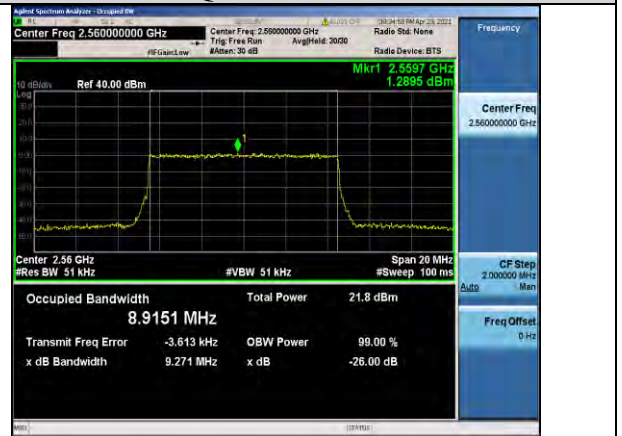 Agilent Spectrum Analyzer - Occupied BW
Center Freq 2.560000000 GHz
#IFGain:Low
Center Freq: 2.560000000 GHz
Trig: Free Run Avg|Hold: 30/30
#Atten: 30 dB
Radio Std: None
Radio Device: BTS
Frequency
Mkr1 2.5597 GHz
1.2895 dBm
10 dB/div Ref 40.00 dBm
Log
1
Center Freq
2.560000000 GHz
Center 2.56 GHz
Span 20 MHz
#Res BW 51 kHz
#VBW 51 kHz
#Sweep 100 ms
CF Step
2.000000 MHz
Auto Man
Occupied Bandwidth
8.9151 MHz
Total Power 21.8 dBm
Transmit Freq Error -3.613 kHz OBW Power 99.00 %
x dB Bandwidth 9.271 MHz x dB -26.00 dB
Freq Offset
0 Hz
MSG
STATUS